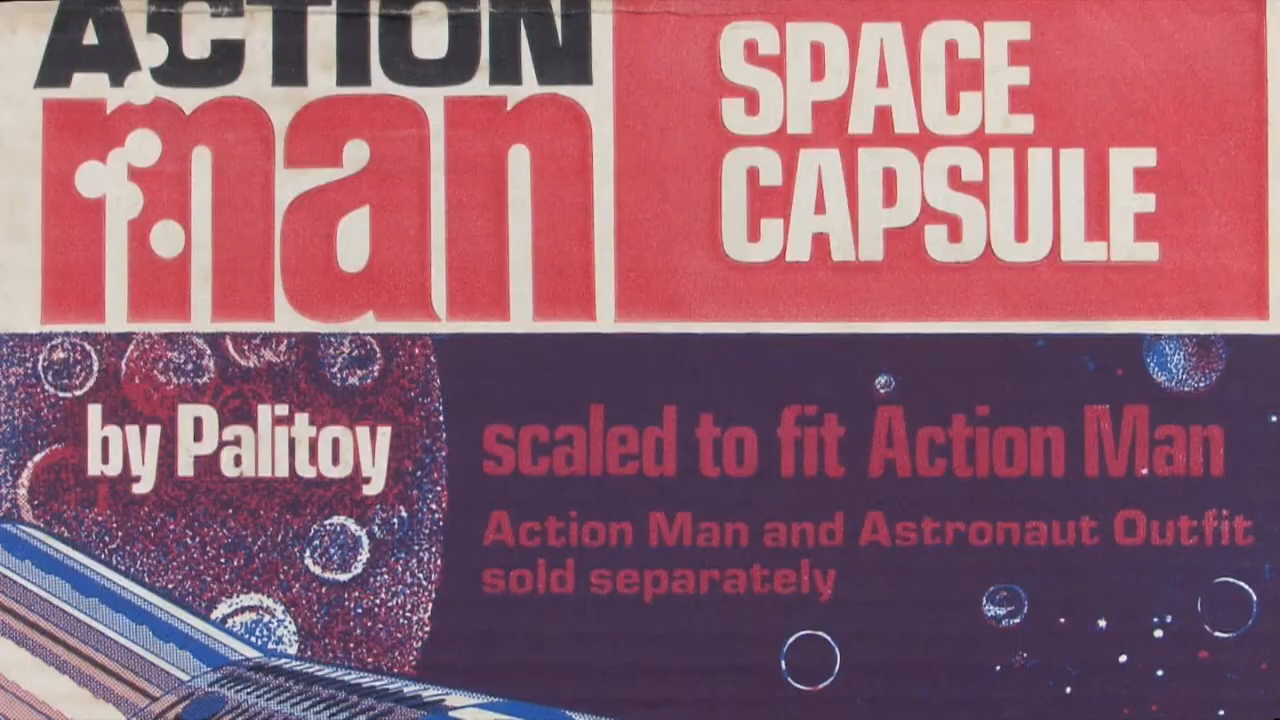 ACTION
man
SPACE
CAPSULE
by Palitoy
scaled to fit Action Man
Action Man and Astronaut Outfit
sold separately